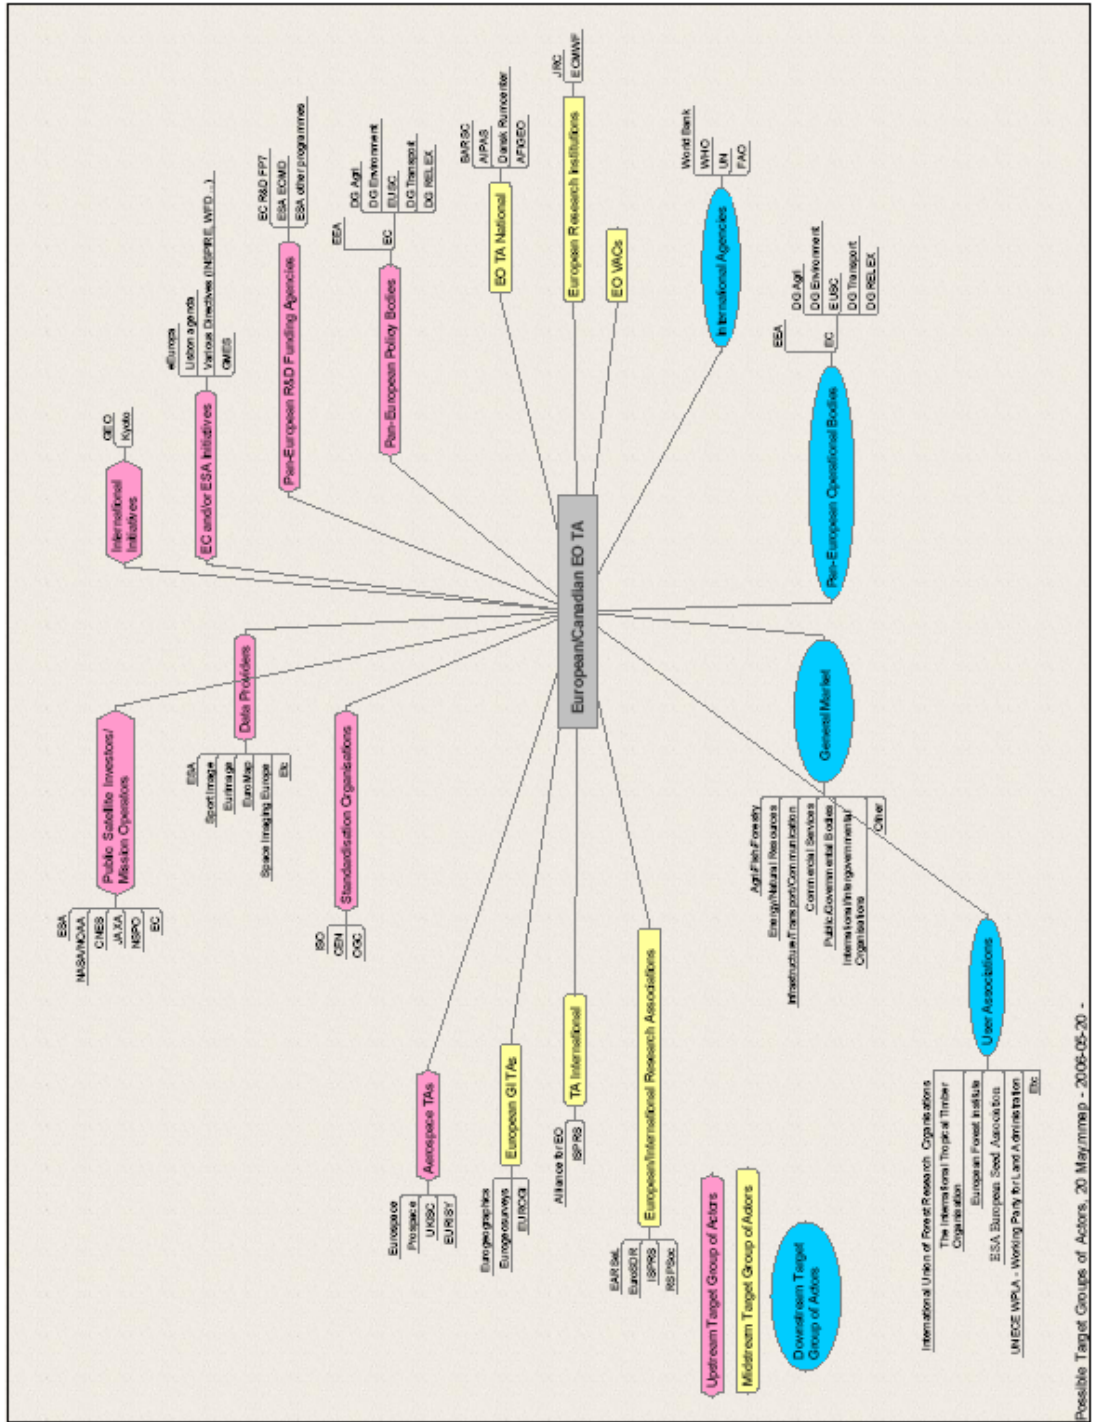 Public Satellite Investors/
Mission Operators
ESA
NASA/NOAA
CNES
JAXA
NSPO
EC
International
Initiatives
GEO
Kyoto
EC and/or ESA Initiatives
eEuropa
Lisbon agenda
Various Directives (INSPIRE, WFD ...)
GMES
Data Providers
ESA
Sport Image
Eurimage
EuroMap
Space Imaging Europe
Etc
Pan-European R&D Funding Agencies
EC R&D FP7
ESA EOMD
ESA other programmes
Standardisation Organisations
ISO
CEN
OGC
Pan-European Policy Bodies
EEA
EC
DG Agri
DG Environment
EUSC
DG Transport
DG RELEX
Aerospace TAs
Eurospace
Prospace
UKISC
EURISY
EO TA National
BARSC
AIPAS
Dansk Rumcenter
AFIGEO
European GI TAs
Eurogeographics
Eurogeosurveys
EUROGI
European Research Institutions
JRC
ECMWF
European/Canadian EO TA
TA International
Alliance for EO
ISPRS
EO VACs
European/International Research Associations
EARSeL
EuroSDR
ISPRS
RSPSoc
International Agencies
World Bank
WHO
UN
FAO
Upstream Target Group of Actors
Midstream Target Group of Actors
Downstream Target
Group of Actors
General Market
Agri/Fish/Forestry
Energy/Natural Resources
Infrastructure/Transport/Communication
Commercial Services
Public/Governmental Bodies
International/Intergovernmental
Organisations
Other
Pan-European Operational Bodies
EEA
EC
DG Agri
DG Environment
EUSC
DG Transport
DG RELEX
User Associations
International Union of Forest Research Organisations
The International Tropical Timber
Organisation
European Forest Institute
ESA European Seed Association
UNECE WPLA - Working Party for Land Administration
Etc
Possible Target Groups of Actors, 20 May.mmap - 2006-05-20 -